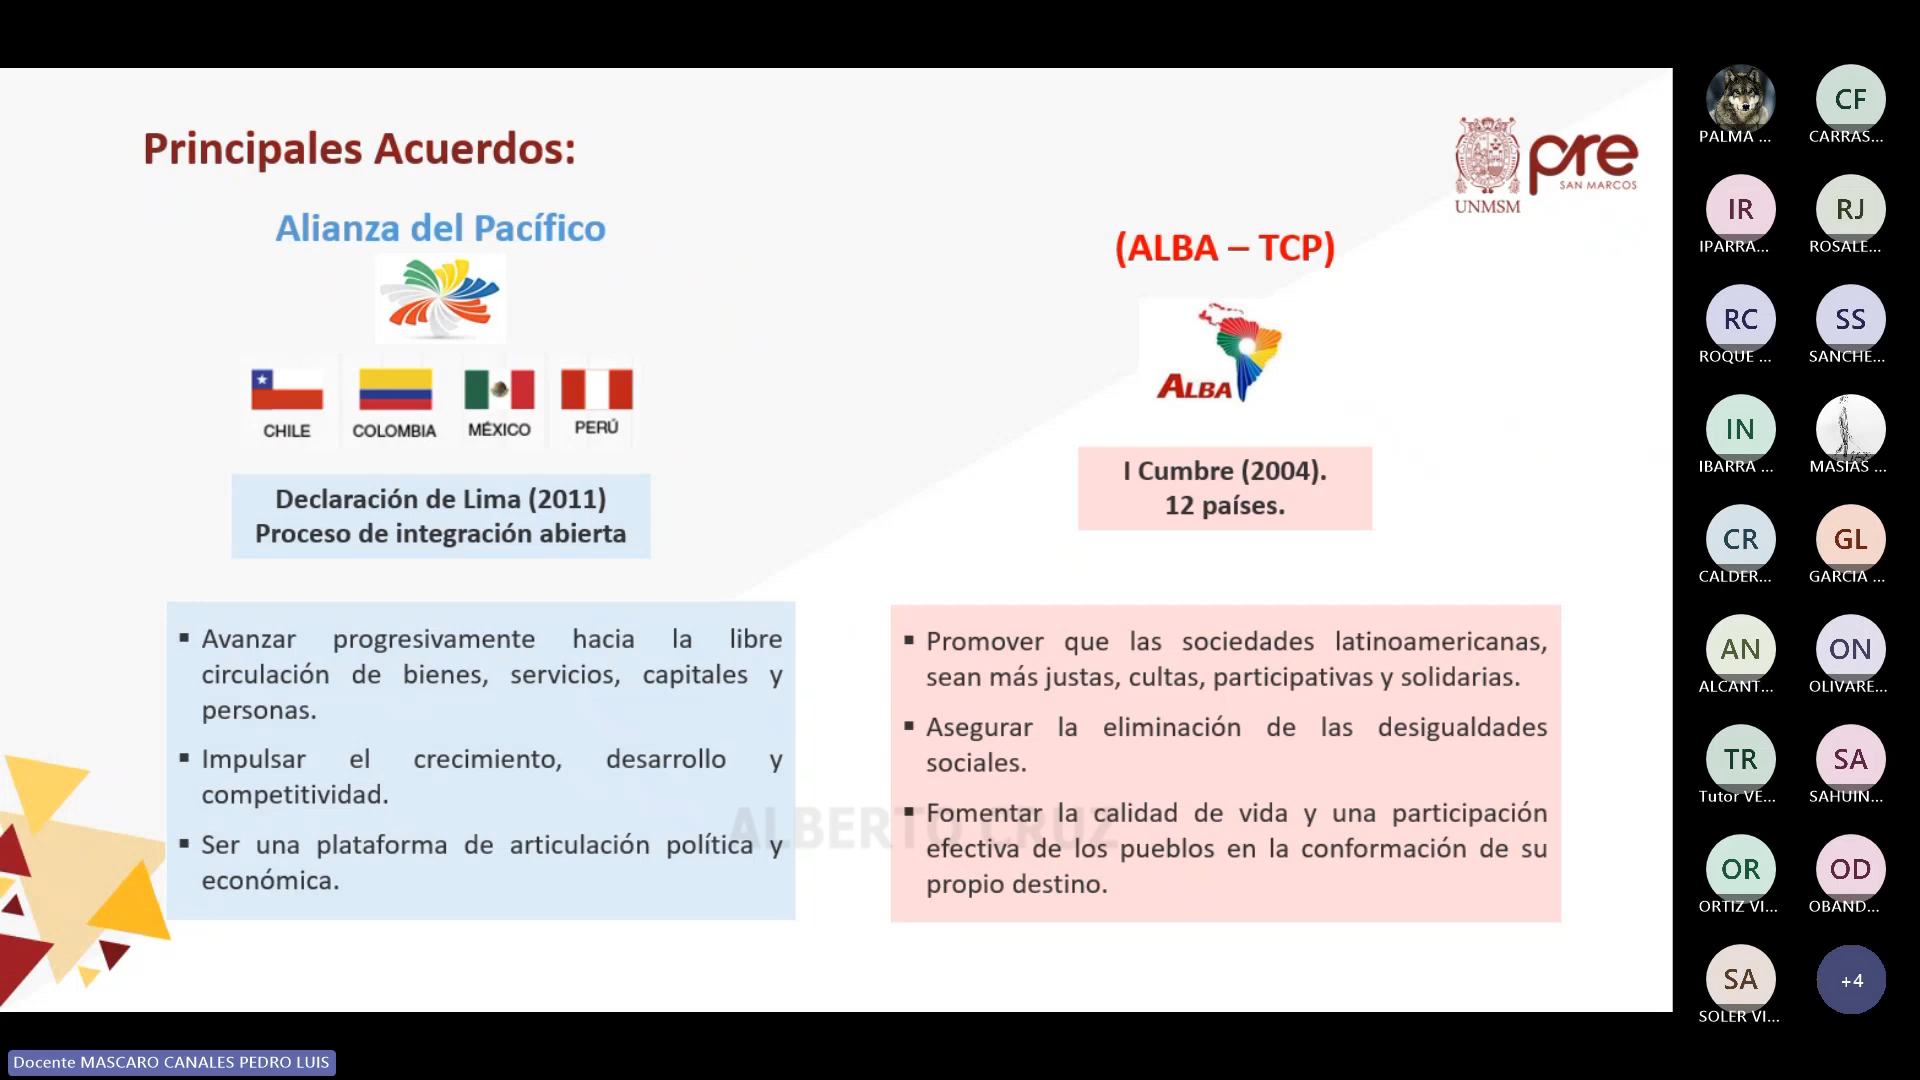 Principales Acuerdos:
UNMSM
pre
SAN MARCOS
Alianza del Pacífico
CHILE
COLOMBIA
MÉXICO
PERÚ
Declaración de Lima (2011)
Proceso de integración abierta
▪ Avanzar progresivamente hacia la libre
circulación de bienes, servicios, capitales y
personas.
▪ Impulsar el crecimiento, desarrollo y
competitividad.
▪ Ser una plataforma de articulación política y
económica.
(ALBA – TCP)
ALBA
I Cumbre (2004).
12 países.
▪ Promover que las sociedades latinoamericanas,
sean más justas, cultas, participativas y solidarias.
▪ Asegurar la eliminación de las desigualdades
sociales.
▪ Fomentar la calidad de vida y una participación
efectiva de los pueblos en la conformación de su
propio destino.
ALBERTO CRUZ
PALMA ...
CF
CARRAS...
IR
IPARRA...
RJ
ROSALE...
RC
ROQUE ...
SS
SANCHE...
IN
IBARRA ...
MASIAS ...
CR
CALDER...
GL
GARCIA ...
AN
ALCANT...
ON
OLIVARE...
TR
Tutor VE...
SA
SAHUIN...
OR
ORTIZ VI...
OD
OBAND...
SA
SOLER VI...
+4
Docente MASCARO CANALES PEDRO LUIS